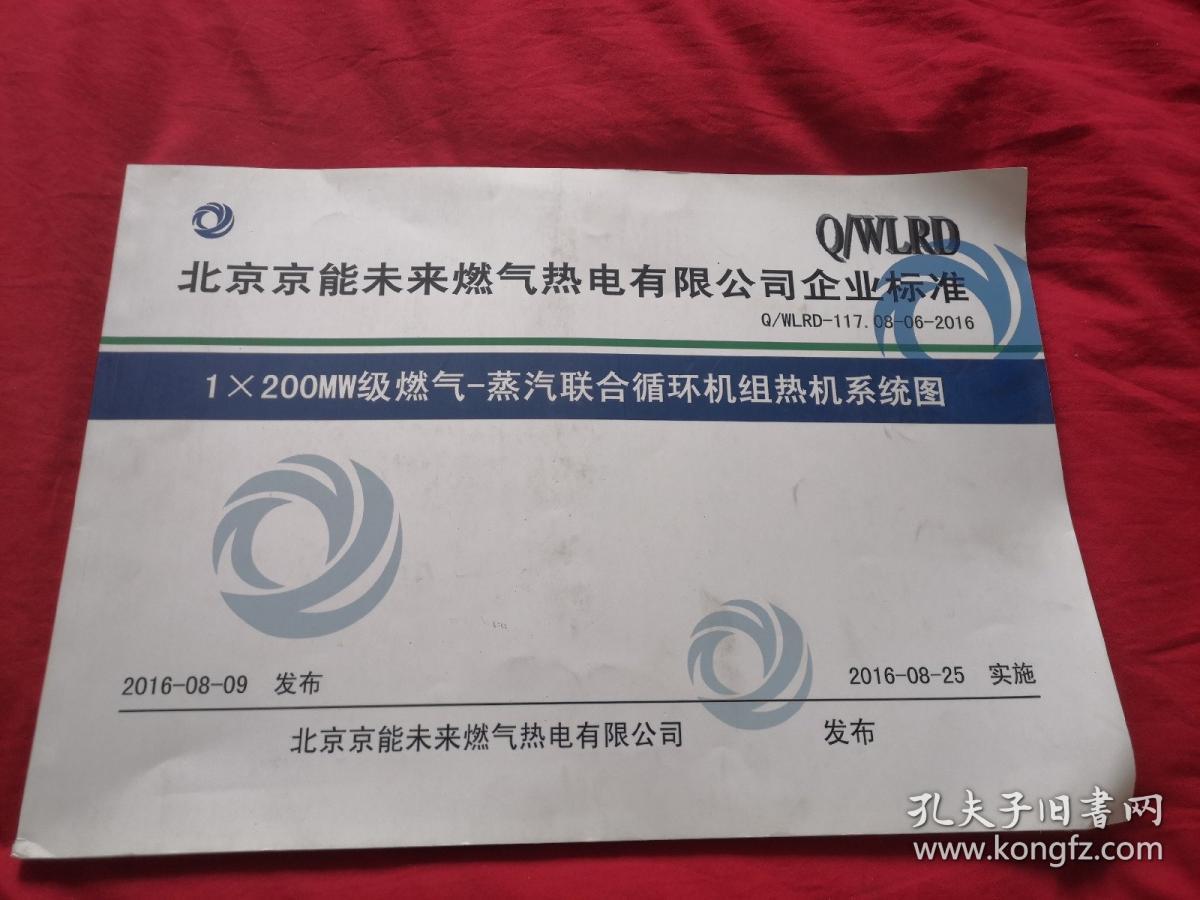 Q/WLRD
北京京能未来燃气热电有限公司企业标准
Q/WLRD-117.08-06-2016
1×200MW级燃气-蒸汽联合循环机组热机系统图
2016-08-09 发布
2016-08-25 实施
北京京能未来燃气热电有限公司 发布
孔夫子旧书网
www.kongfz.com